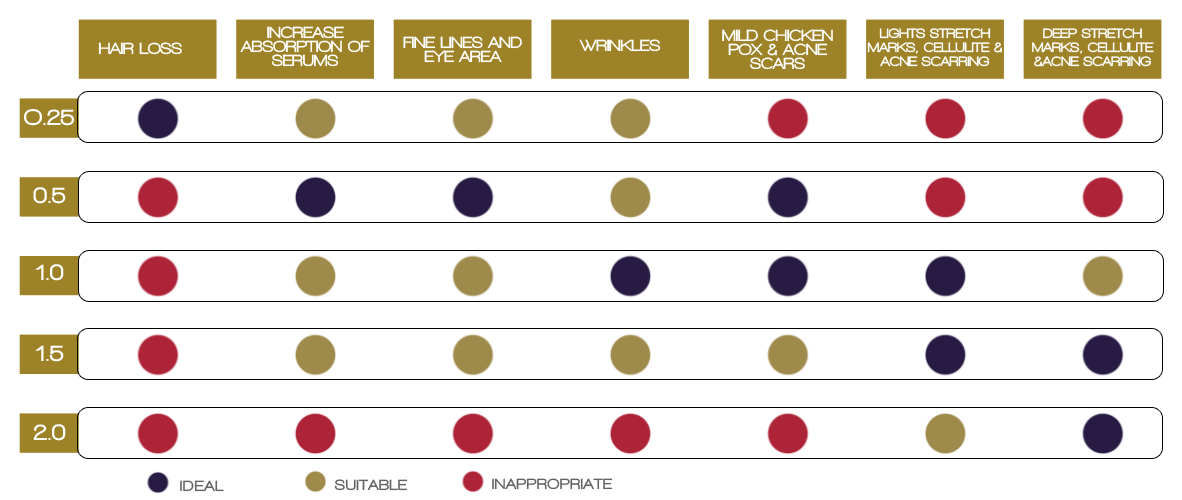 HAIR LOSS
INCREASE
ABSORPTION OF
SERUMS
FINE LINES AND
EYE AREA
WRINKLES
MILD CHICKEN
POX & ACNE
SCARS
LIGHTS STRETCH
MARKS, CELLULITE &
ACNE SCARRING
DEEP STRETCH
MARKS, CELLULITE
&ACNE SCARRING
0.25
0.5
1.0
1.5
2.0
IDEAL
SUITABLE
INAPPROPRIATE